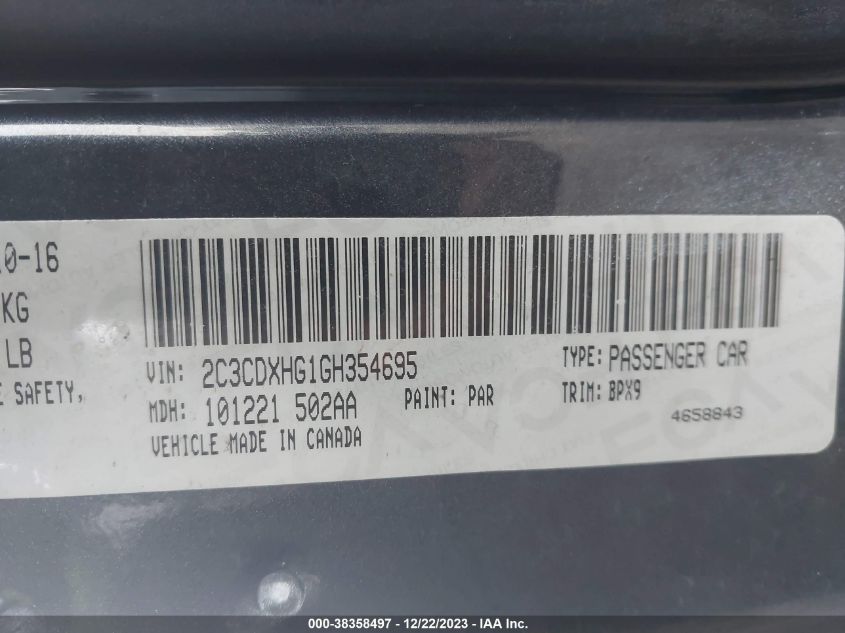 10-16
KG
LB
E SAFETY,
VIN: 2C3CDXHG1GH354695
TYPE: PASSENGER CAR
MDH: 101221 502AA
PAINT: PAR
TRIM: BPX9
VEHICLE MADE IN CANADA
4658843
000-38358497 - 12/22/2023 - IAA Inc.